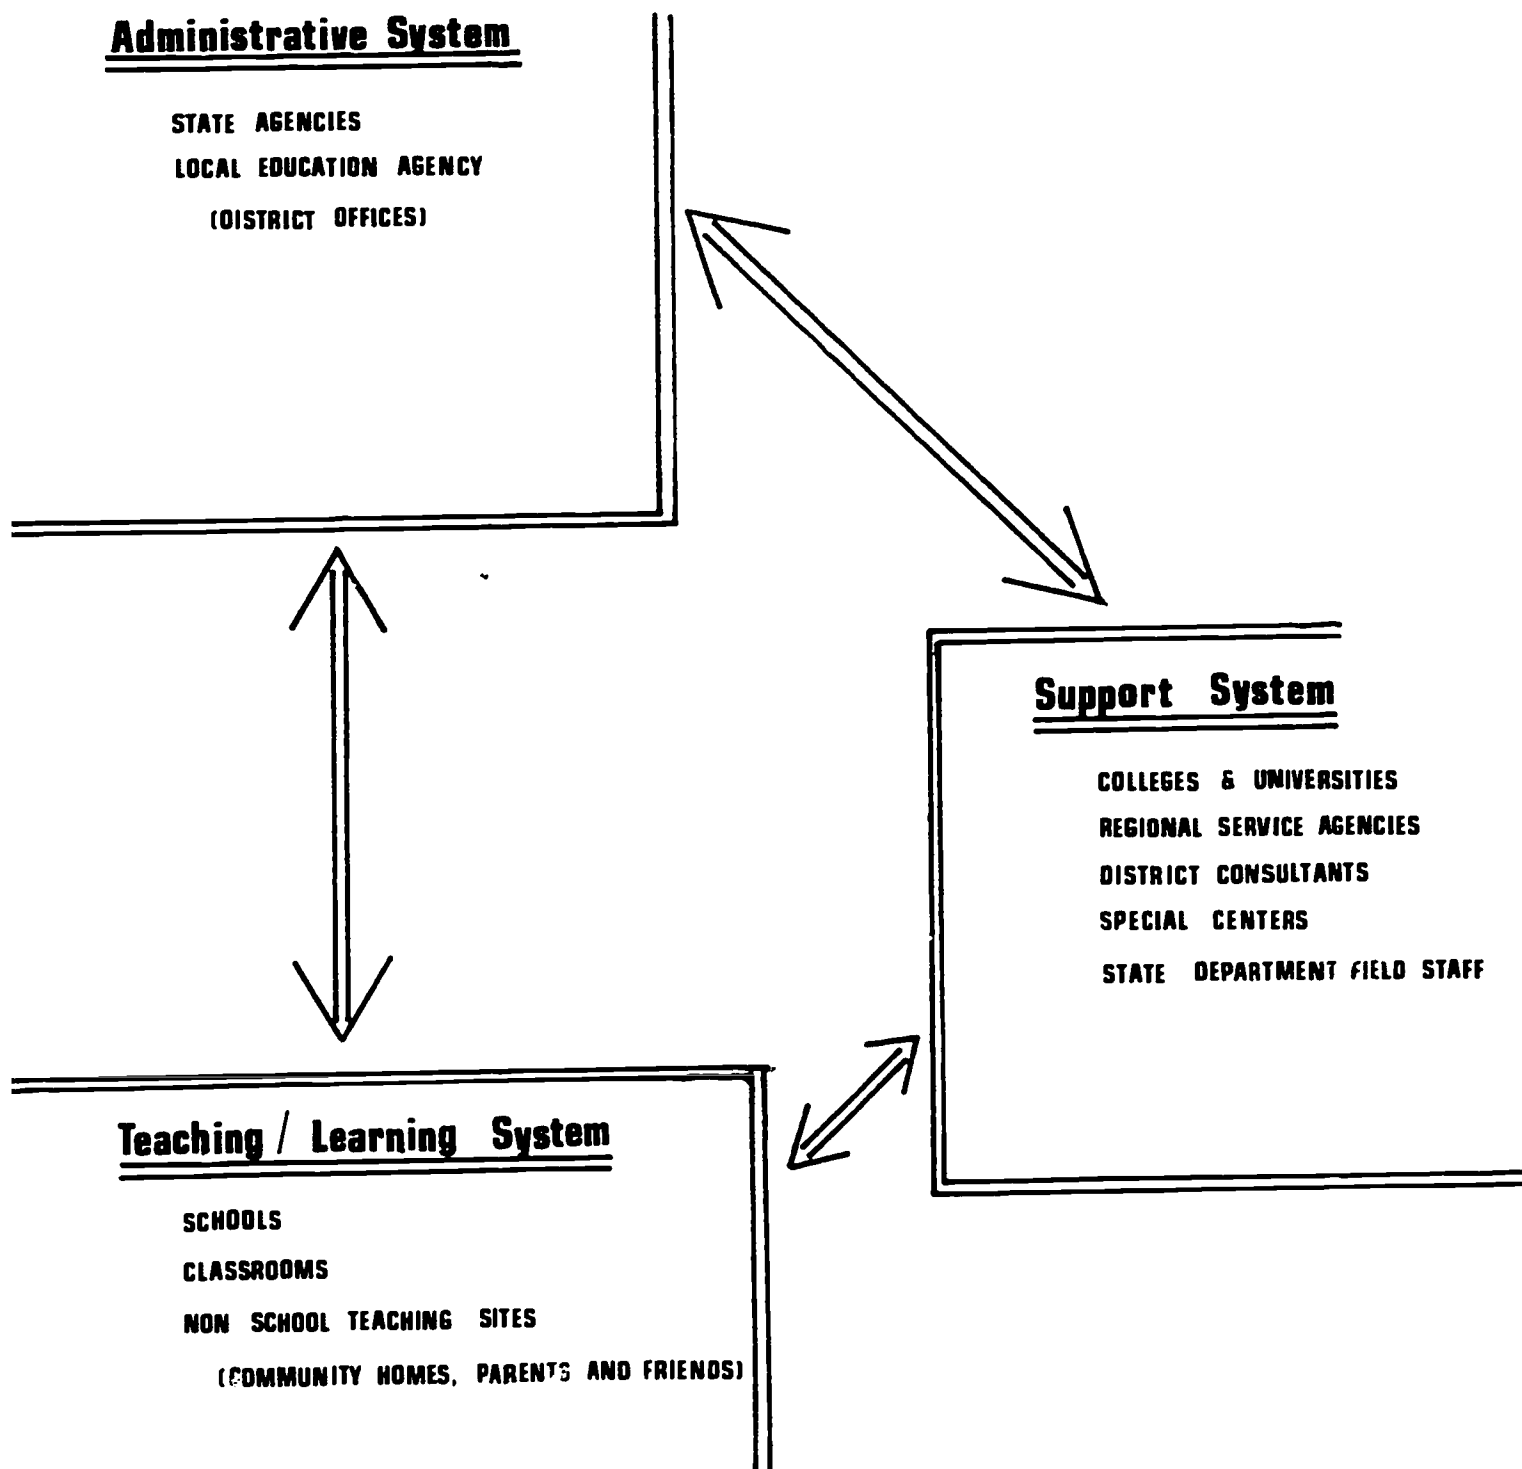 Administrative System
STATE AGENCIES
LOCAL EDUCATION AGENCY
(DISTRICT OFFICES)
Support System
COLLEGES & UNIVERSITIES
REGIONAL SERVICE AGENCIES
DISTRICT CONSULTANTS
SPECIAL CENTERS
STATE DEPARTMENT FIELD STAFF
Teaching / Learning System
SCHOOLS
CLASSROOMS
NON SCHOOL TEACHING SITES
(COMMUNITY HOMES, PARENTS AND FRIENDS)